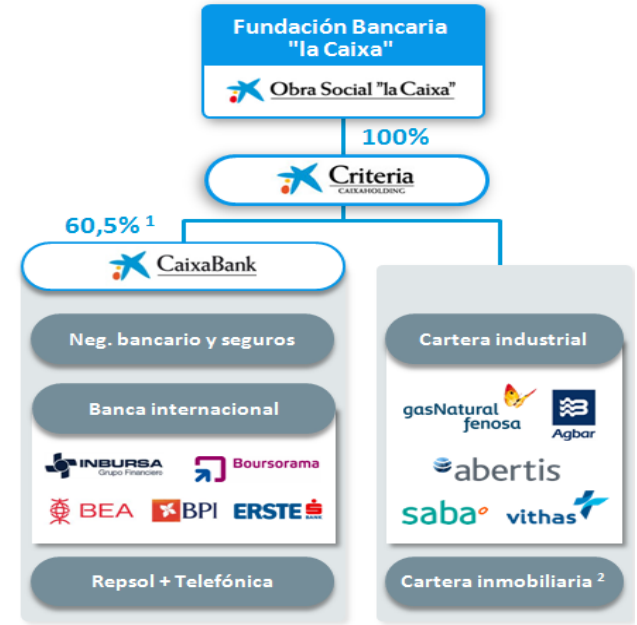 Fundación Bancaria
"la Caixa"
Obra Social "la Caixa"
100%
Criteria
CAIXAHOLDING
60,5% 1
CaixaBank
Neg. bancario y seguros
Banca internacional
INBURSA
Grupo Financiero
Boursorama
BEA
BPI
ERSTE
BANK
Repsol + Telefónica
Cartera industrial
gasNatural
fenosa
Agbar
abertis
saba
vithas
Cartera inmobiliaria 2